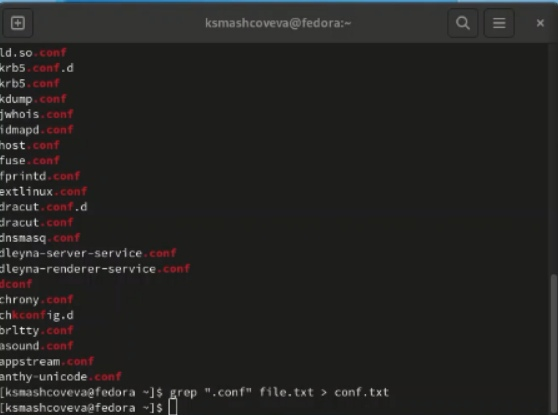 ksmashcoveva@fedora:~
ld.so.conf
krb5.conf.d
krb5.conf
kdump.conf
jwhois.conf
idmapd.conf
host.conf
fuse.conf
fprintd.conf
extlinux.conf
dracut.conf.d
dracut.conf
dnsmasq.conf
dleyna-server-service.conf
dleyna-renderer-service.conf
dconf
chrony.conf
chkconfig.d
brltty.conf
asound.conf
appstream.conf
anthy-unicode.conf
[ksmashcoveva@fedora ~]$ grep ".conf" file.txt > conf.txt
[ksmashcoveva@fedora ~]$